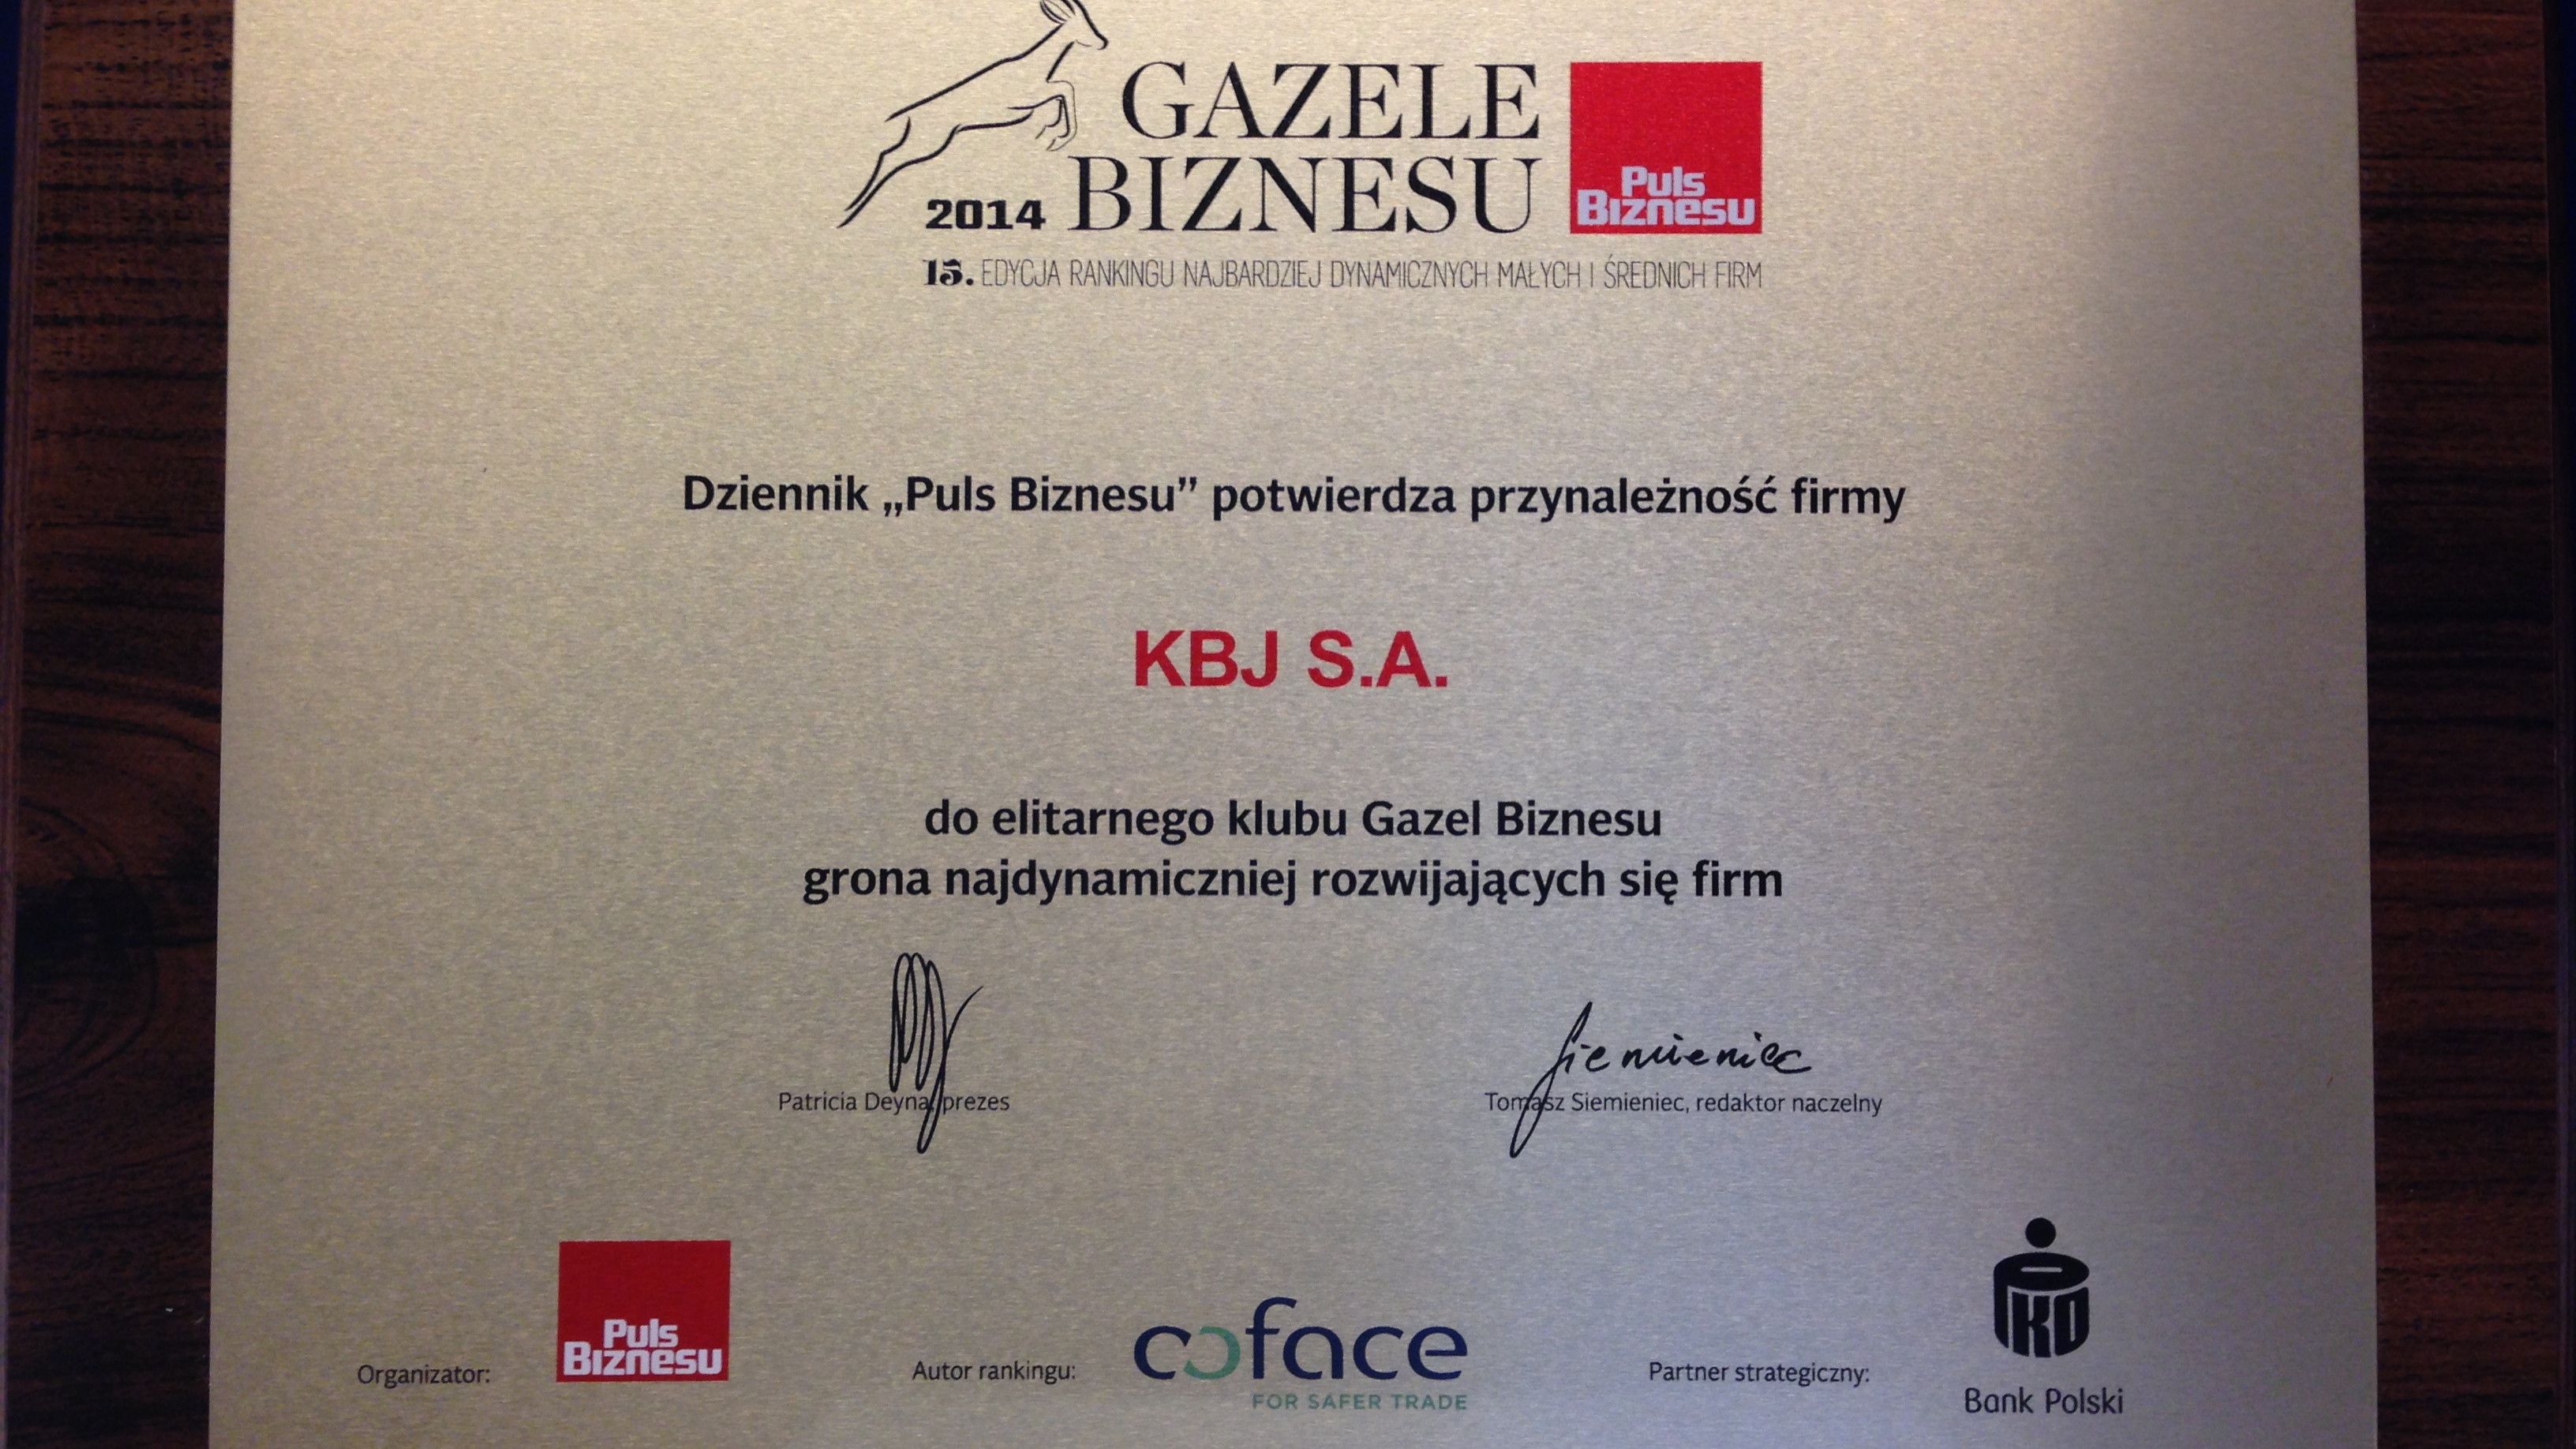 GAZELE
2014 BIZNESU
Puls
Biznesu
15. EDYCJA RANKINGU NAJBARDZIEJ DYNAMICZNYCH MAŁYCH I ŚREDNICH FIRM
Dziennik „Puls Biznesu” potwierdza przynależność firmy
KBJ S.A.
do elitarnego klubu Gazel Biznesu
grona najdynamiczniej rozwijających się firm
Siemieniec
Patricia Deyna, prezes
Tomasz Siemieniec, redaktor naczelny
Organizator:
Puls
Biznesu
Autor rankingu:
coface
FOR SAFER TRADE
Partner strategiczny:
PKO
Bank Polski